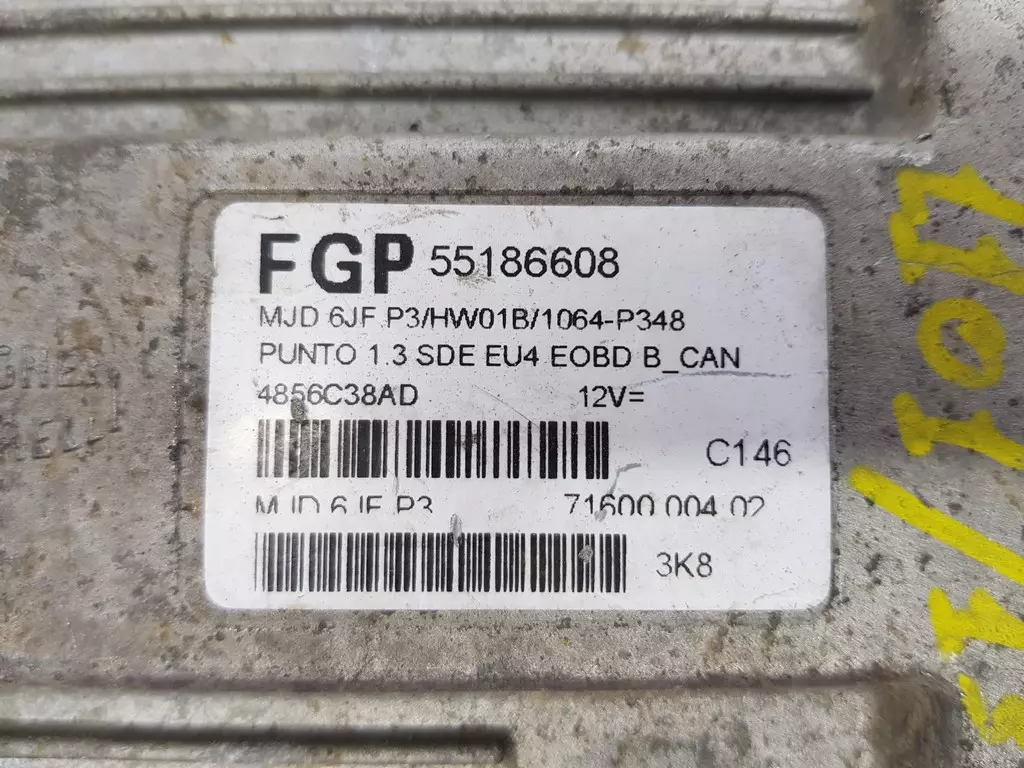 FGP 55186608
MJD 6JF P3/HW01B/1064-P348
PUNTO 1.3 SDE EU4 EOBD B_CAN
4856C38AD 12V=
C146
MJD 6JF P3 71600.004.02
3K8